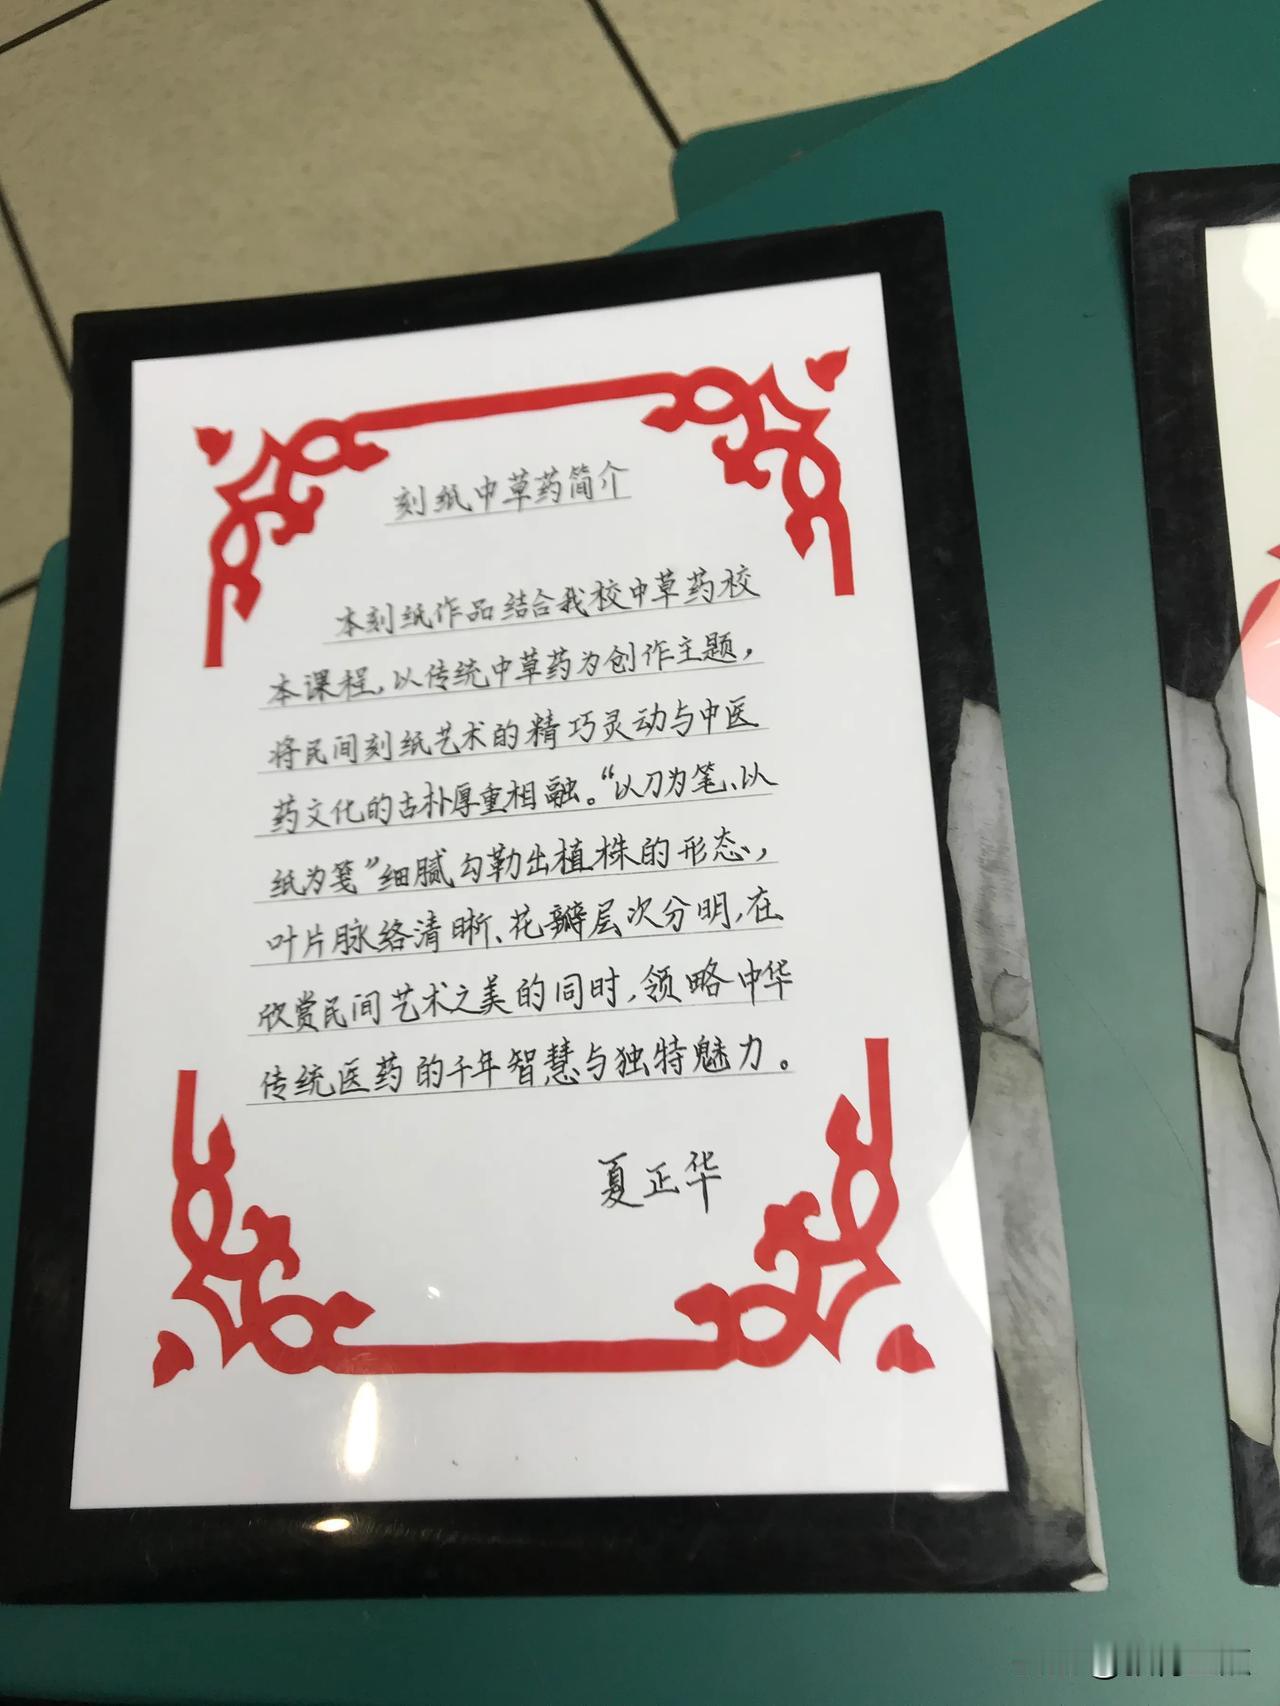 刻纸中草药简介
本刻纸作品结合我校中草药校
本课程,以传统中草药为创作主题,
将民间刻纸艺术的精巧灵动与中医
药文化的古朴厚重相融。“以刀为笔、以
纸为笺”细腻勾勒出植株的形态,
叶片脉络清晰、花瓣层次分明,在
欣赏民间艺术之美的同时,领略中华
传统医药的千年智慧与独特魅力。
夏正华